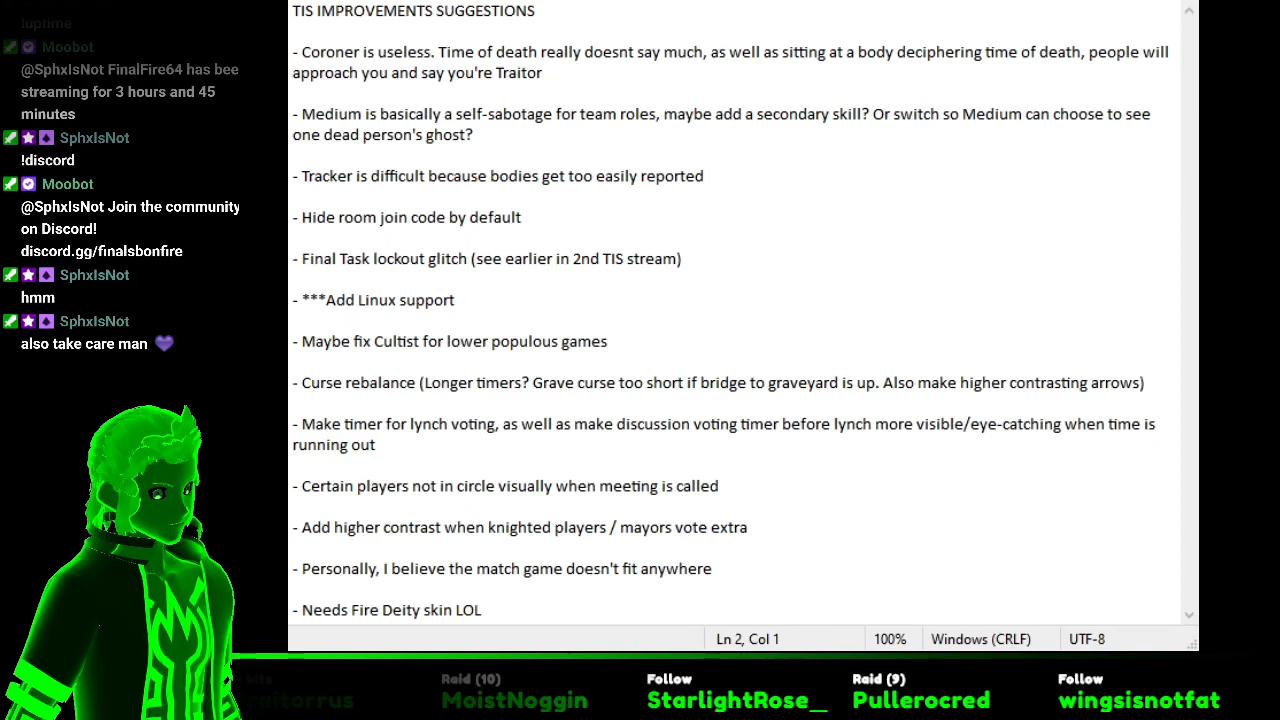 !uptime
Moobot
@SphxIsNot FinalFire64 has bee
streaming for 3 hours and 45
minutes
SphxIsNot
!discord
Moobot
@SphxIsNot Join the community
on Discord!
discord.gg/finalsbonfire
SphxIsNot
hmm
SphxIsNot
also take care man
TIS IMPROVEMENTS SUGGESTIONS
- Coroner is useless. Time of death really doesnt say much, as well as sitting at a body deciphering time of death, people will
approach you and say you're Traitor
- Medium is basically a self-sabotage for team roles, maybe add a secondary skill? Or switch so Medium can choose to see
one dead person's ghost?
- Tracker is difficult because bodies get too easily reported
- Hide room join code by default
- Final Task lockout glitch (see earlier in 2nd TIS stream)
- ***Add Linux support
- Maybe fix Cultist for lower populous games
- Curse rebalance (Longer timers? Grave curse too short if bridge to graveyard is up. Also make higher contrasting arrows)
- Make timer for lynch voting, as well as make discussion voting timer before lynch more visible/eye-catching when time is
running out
- Certain players not in circle visually when meeting is called
- Add higher contrast when knighted players / mayors vote extra
- Personally, I believe the match game doesn't fit anywhere
- Needs Fire Deity skin LOL
Ln 2, Col 1
100%
Windows (CRLF)
UTF-8
Raid (10)
MoistNoggin
Follow
StarlightRose_
Raid (9)
Pullerocred
Follow
wingsisnotfat